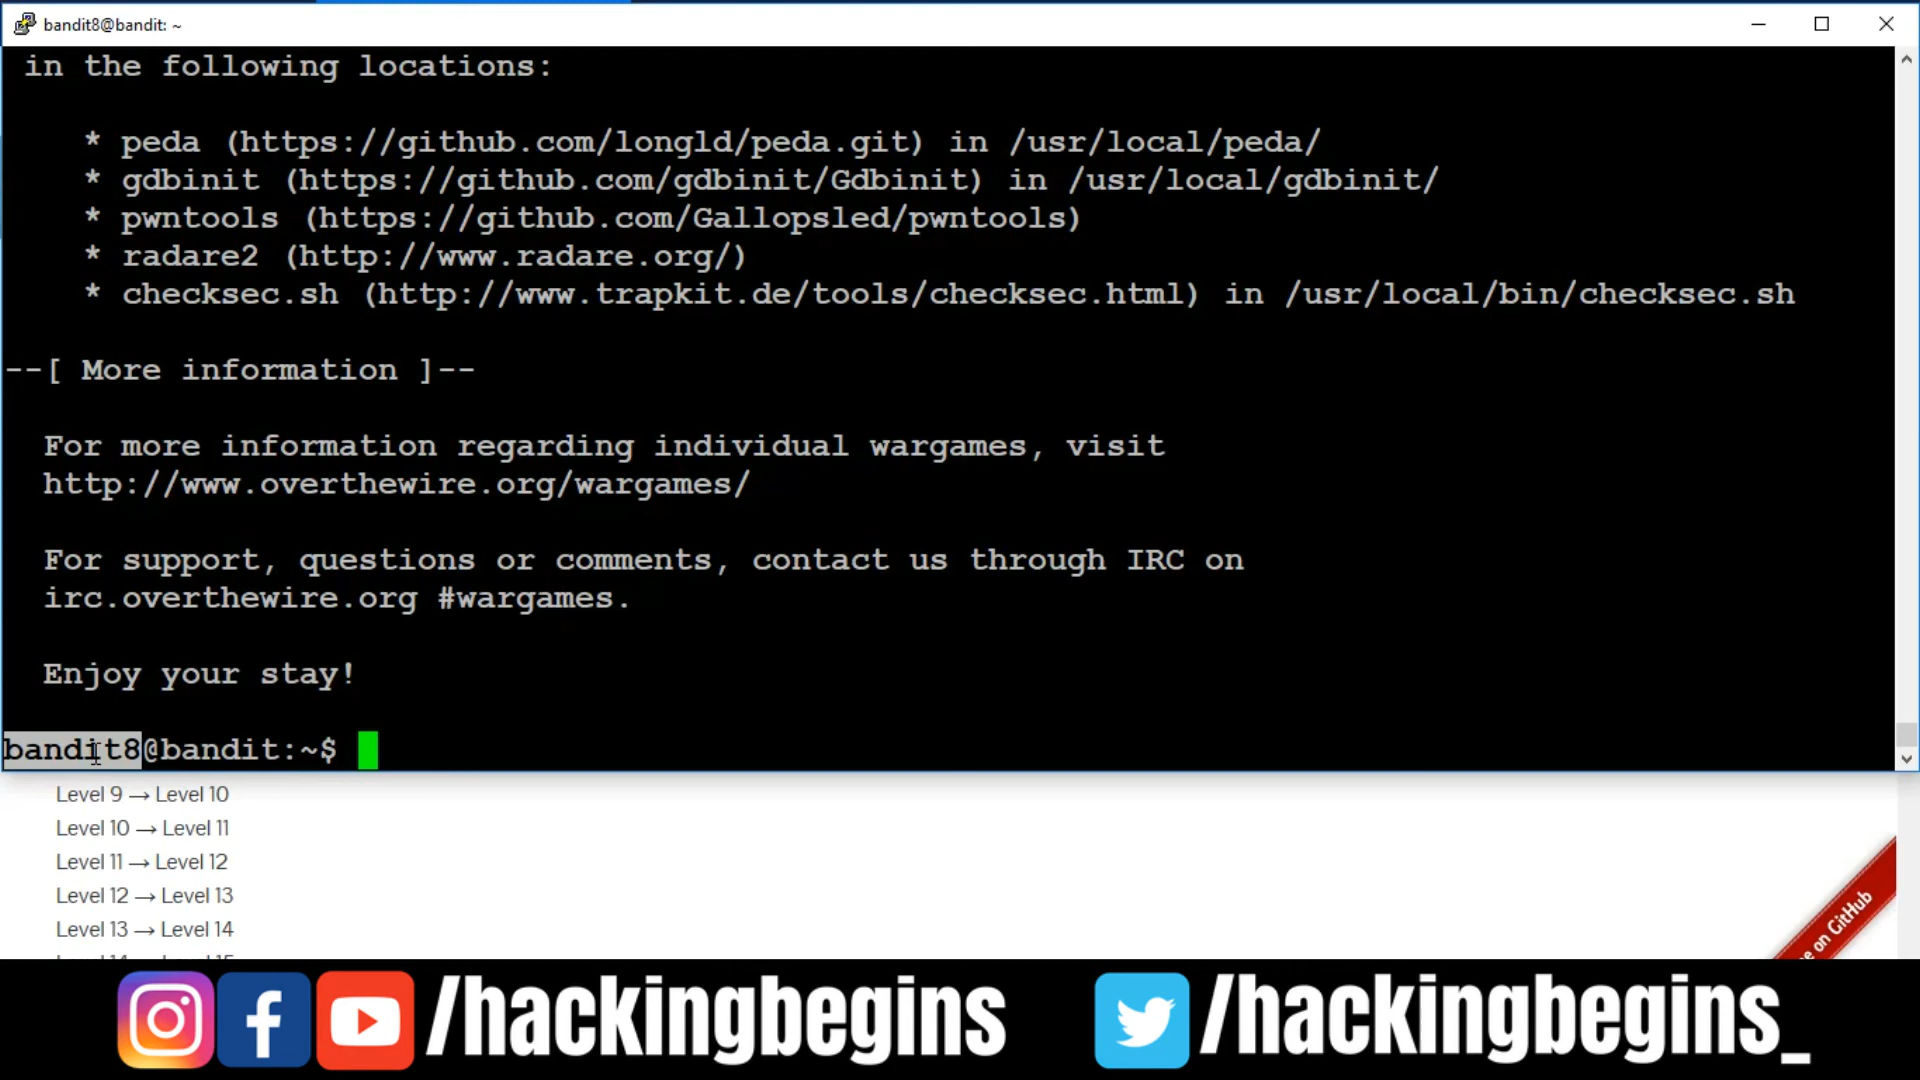 bandit8@bandit: ~
in the following locations:
* peda (https://github.com/longld/peda.git) in /usr/local/peda/
* gdbinit (https://github.com/gdbinit/Gdbinit) in /usr/local/gdbinit/
* pwntools (https://github.com/Gallopsled/pwntools)
* radare2 (http://www.radare.org/)
* checksec.sh (http://www.trapkit.de/tools/checksec.html) in /usr/local/bin/checksec.sh
--[ More information ]--
For more information regarding individual wargames, visit
http://www.overthewire.org/wargames/
For support, questions or comments, contact us through IRC on
irc.overthewire.org #wargames.
Enjoy your stay!
bandit8@bandit:~$
Level 9 → Level 10
Level 10 → Level 11
Level 11 → Level 12
Level 12 → Level 13
Level 13 → Level 14
on GitHub
/hackingbegins
/hackingbegins_